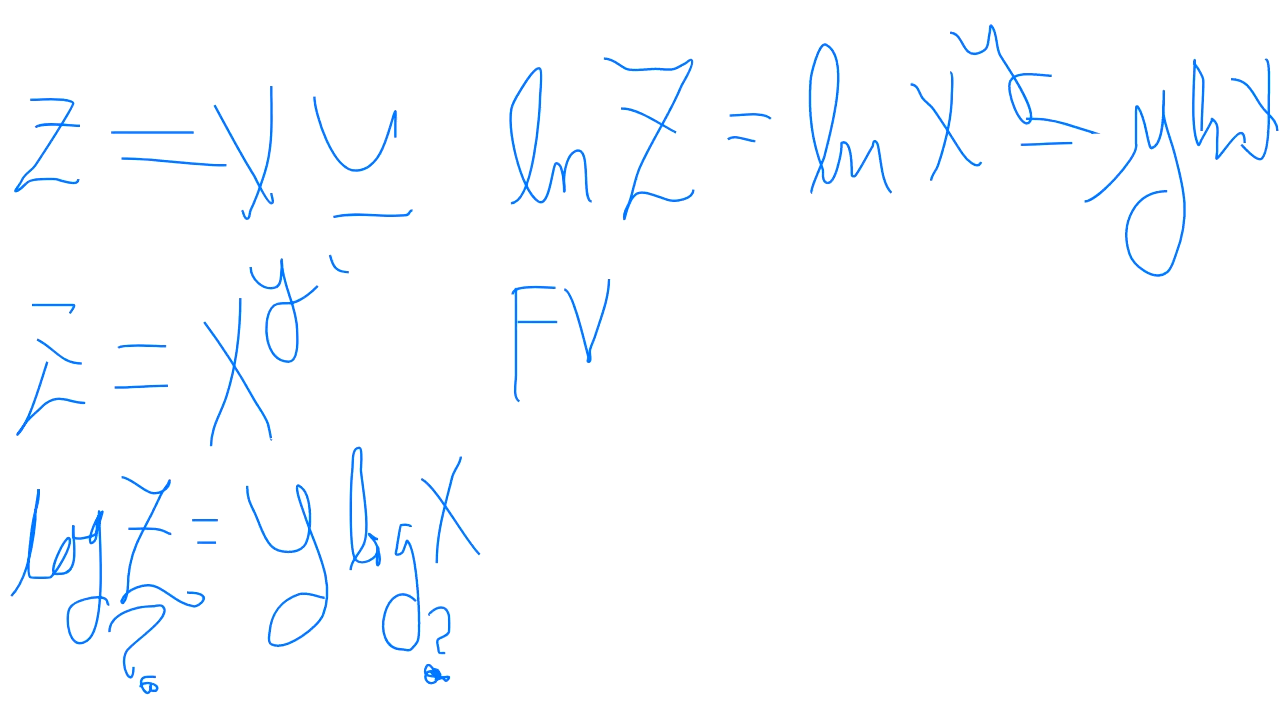 Z = X y
ln Z = ln X^y = y ln X
Z = X^y
FV
log Z = y log X
? ?